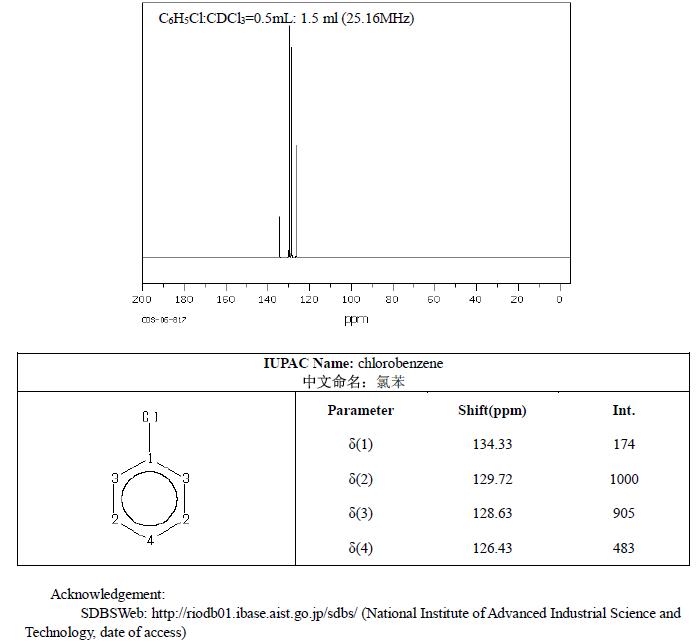 C₆H₅Cl:CDCl₃=0.5mL: 1.5 ml (25.16MHz)
200 180 160 140 120 100 80 60 40 20 0
CDS-06-817
ppm
IUPAC Name: chlorobenzene
中文命名：氯苯
Parameter Shift(ppm) Int.
δ(1) 134.33 174
δ(2) 129.72 1000
δ(3) 128.63 905
δ(4) 126.43 483
Cl
1
3 3
2 2
4
Acknowledgement:
SDBSWeb: http://riodb01.ibase.aist.go.jp/sdbs/ (National Institute of Advanced Industrial Science and
Technology, date of access)